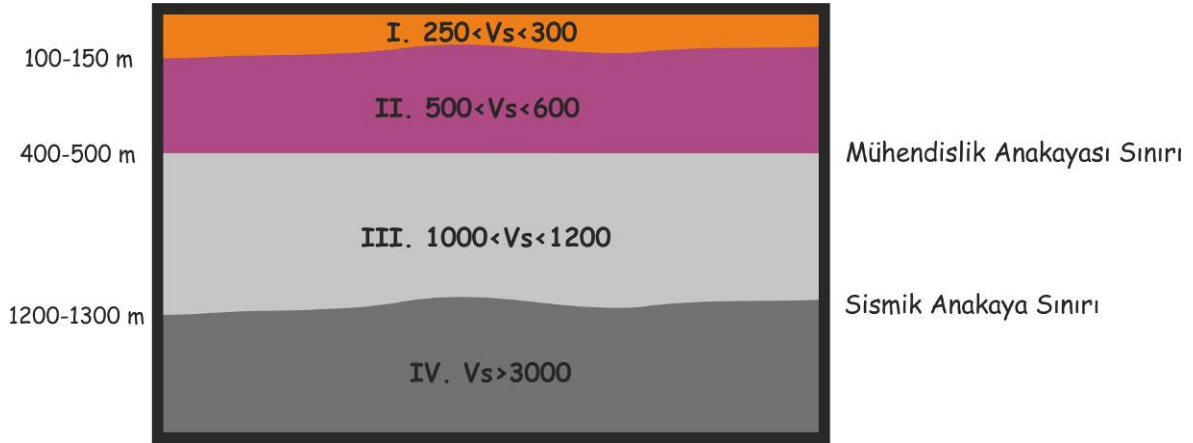 I. 250<Vs<300
100-150 m
II. 500<Vs<600
400-500 m
Mühendislik Anakayası Sınırı
III. 1000<Vs<1200
1200-1300 m
Sismik Anakaya Sınırı
IV. Vs>3000